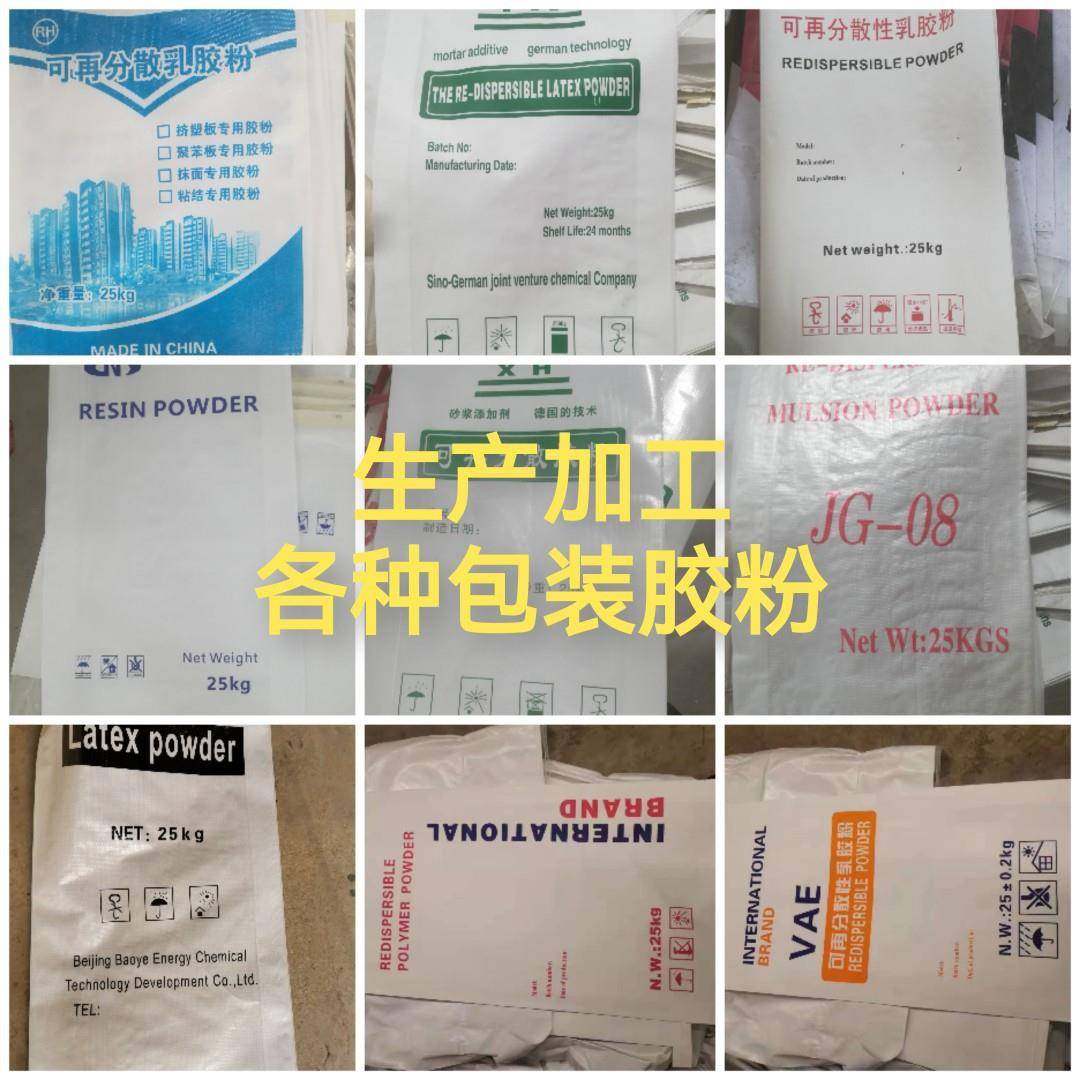 RH
可再分散乳胶粉
挤塑板专用胶粉
聚苯板专用胶粉
抹面专用胶粉
粘结专用胶粉
净重量：25kg
MADE IN CHINA
mortar additive german technology
THE RE-DISPERSIBLE LATEX POWDER
Batch No:
Manufacturing Date:
Net Weight:25kg
Shelf Life:24 months
Sino-German joint venture chemical Company
可再分散性乳胶粉
REDISPERSIBLE POWDER
Model:
Batch number:
Date of production:
Net weight.:25kg
RESIN POWDER
Net Weight
25kg
XH
砂浆添加剂 德国的技术
制造日期：
MULSION POWDER
JG-08
Net Wt:25KGS
生产加工
各种包装胶粉
Latex powder
NET: 25kg
Beijing Baoye Energy Chemical
Technology Development Co.,Ltd.
TEL:
INTERNATIONAL
BRAND
REDISPERSIBLE
POLYMER POWDER
N.W.:25kg
INTERNATIONAL
BRAND
VAE
可再分散性乳胶粉
REDISPERSIBLE POWDER
N.W.:25±0.2kg